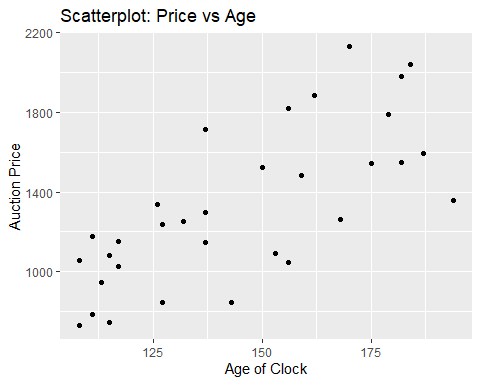 Scatterplot: Price vs Age
2200
1800
1400
1000
Auction Price
125 150 175
Age of Clock